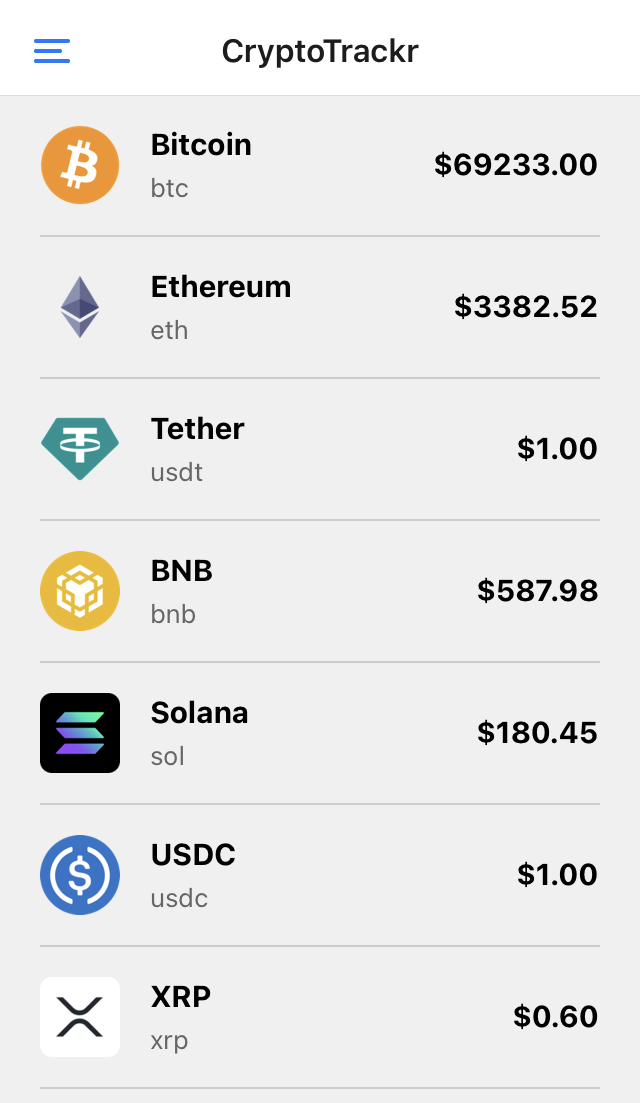 CryptoTrackr
Bitcoin
btc
$69233.00
Ethereum
eth
$3382.52
Tether
usdt
$1.00
BNB
bnb
$587.98
Solana
sol
$180.45
USDC
usdc
$1.00
XRP
xrp
$0.60